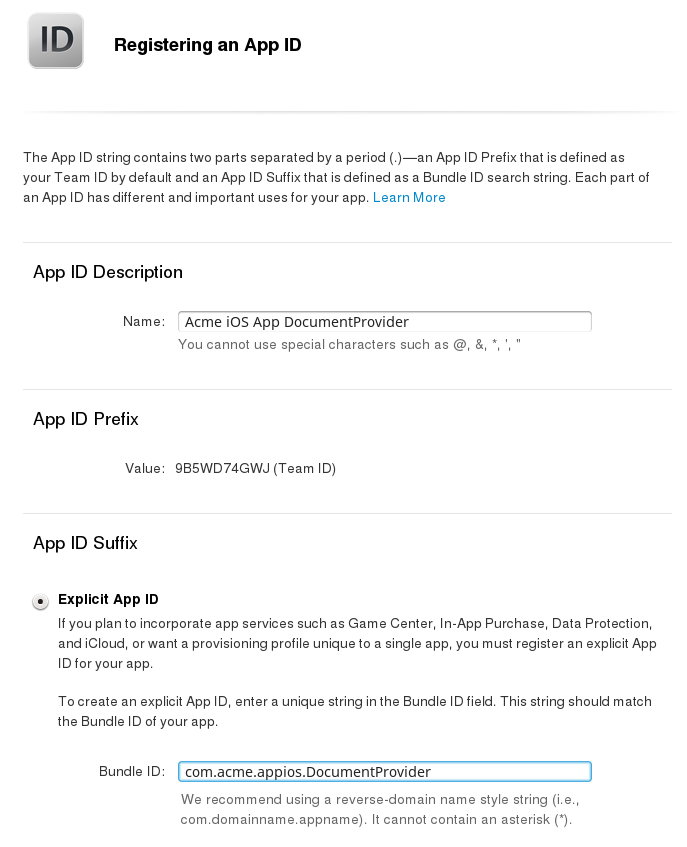 ID
Registering an App ID
The App ID string contains two parts separated by a period (.)—an App ID Prefix that is defined as
your Team ID by default and an App ID Suffix that is defined as a Bundle ID search string. Each part of
an App ID has different and important uses for your app. Learn More
App ID Description
Name: Acme iOS App DocumentProvider
You cannot use special characters such as @, &, *, ', "
App ID Prefix
Value: 9B5WD74GWJ (Team ID)
App ID Suffix
Explicit App ID
If you plan to incorporate app services such as Game Center, In-App Purchase, Data Protection,
and iCloud, or want a provisioning profile unique to a single app, you must register an explicit App
ID for your app.
To create an explicit App ID, enter a unique string in the Bundle ID field. This string should match
the Bundle ID of your app.
Bundle ID: com.acme.appios.DocumentProvider
We recommend using a reverse-domain name style string (i.e.,
com.domainname.appname). It cannot contain an asterisk (*).